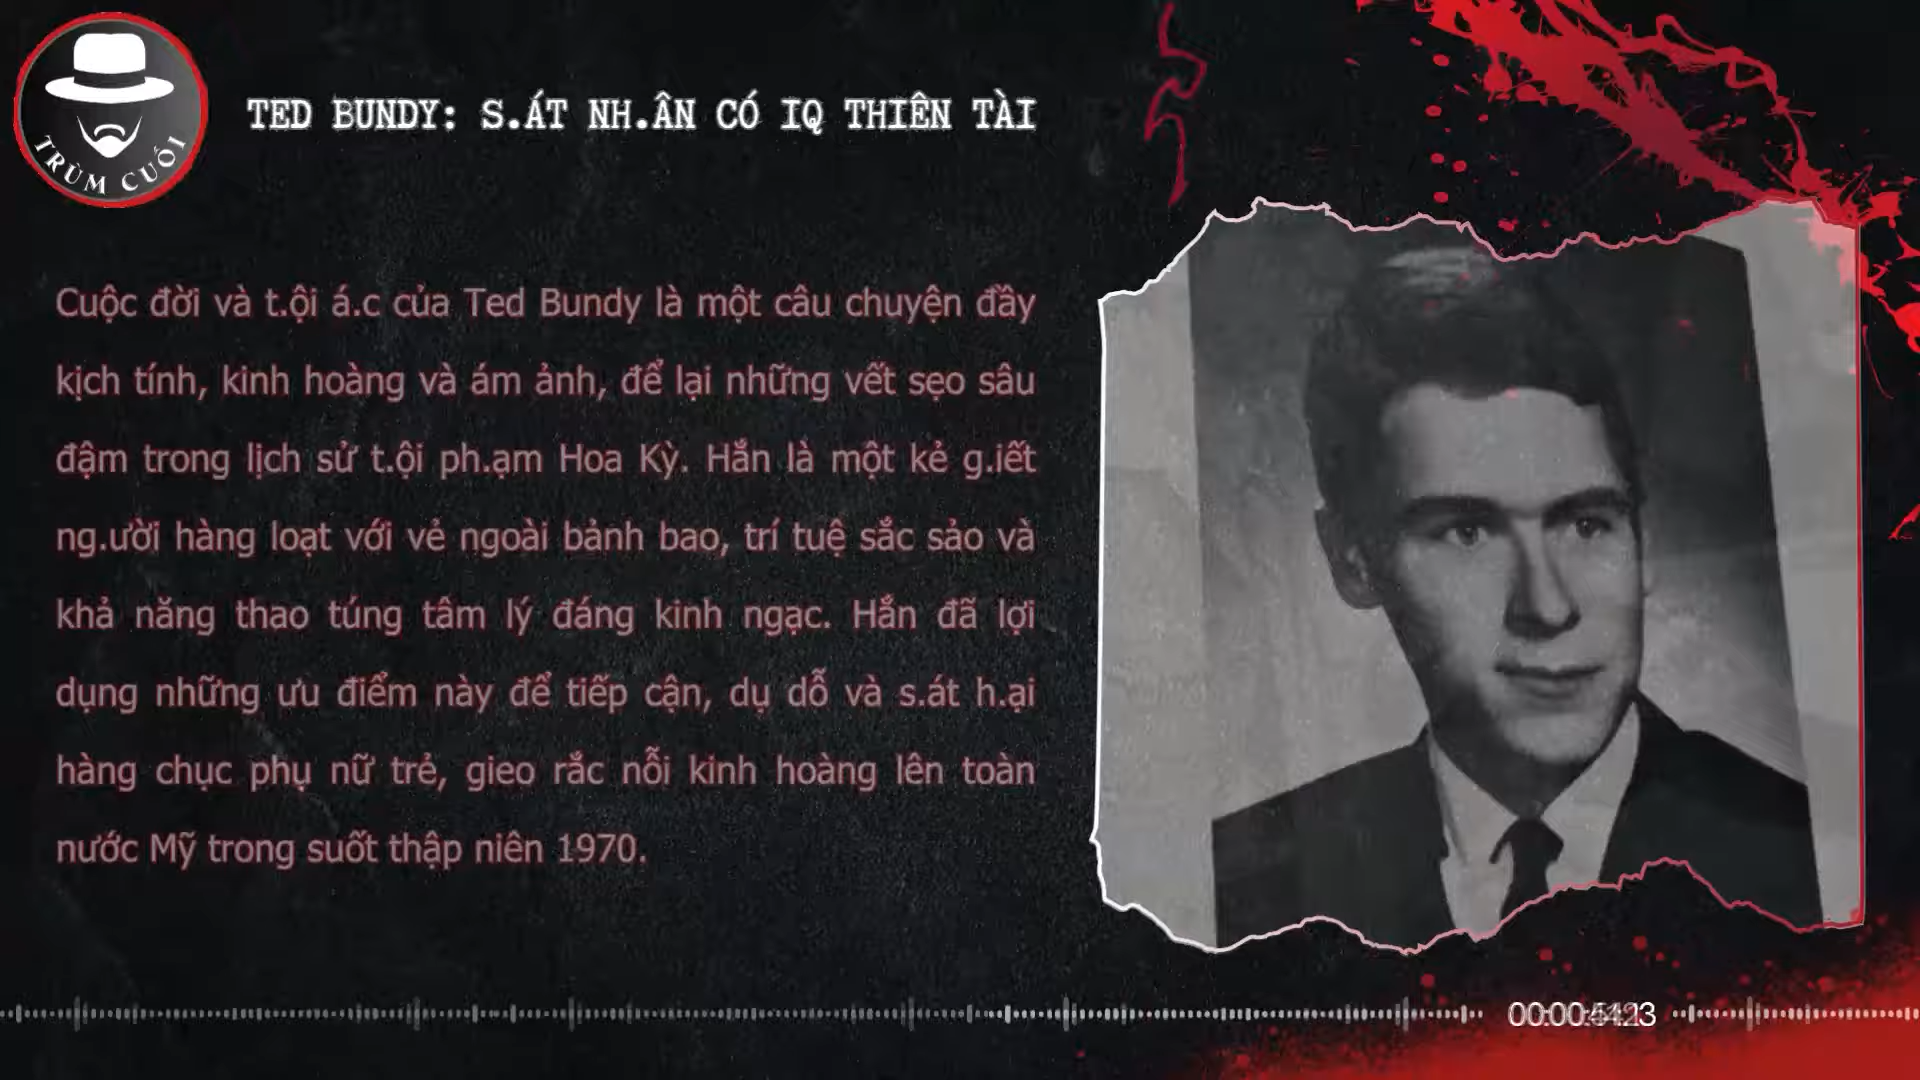 TRÙM CUỐI
TED BUNDY: S.ÁT NH.ÂN CÓ IQ THIÊN TÀI
Cuộc đời và t.ội á.c của Ted Bundy là một câu chuyện đầy
kịch tính, kinh hoàng và ám ảnh, để lại những vết sẹo sâu
đậm trong lịch sử t.ội ph.ạm Hoa Kỳ. Hắn là một kẻ g.iết
ng.ười hàng loạt với vẻ ngoài bảnh bao, trí tuệ sắc sảo và
khả năng thao túng tâm lý đáng kinh ngạc. Hắn đã lợi
dụng những ưu điểm này để tiếp cận, dụ dỗ và s.át h.ại
hàng chục phụ nữ trẻ, gieo rắc nỗi kinh hoàng lên toàn
nước Mỹ trong suốt thập niên 1970.